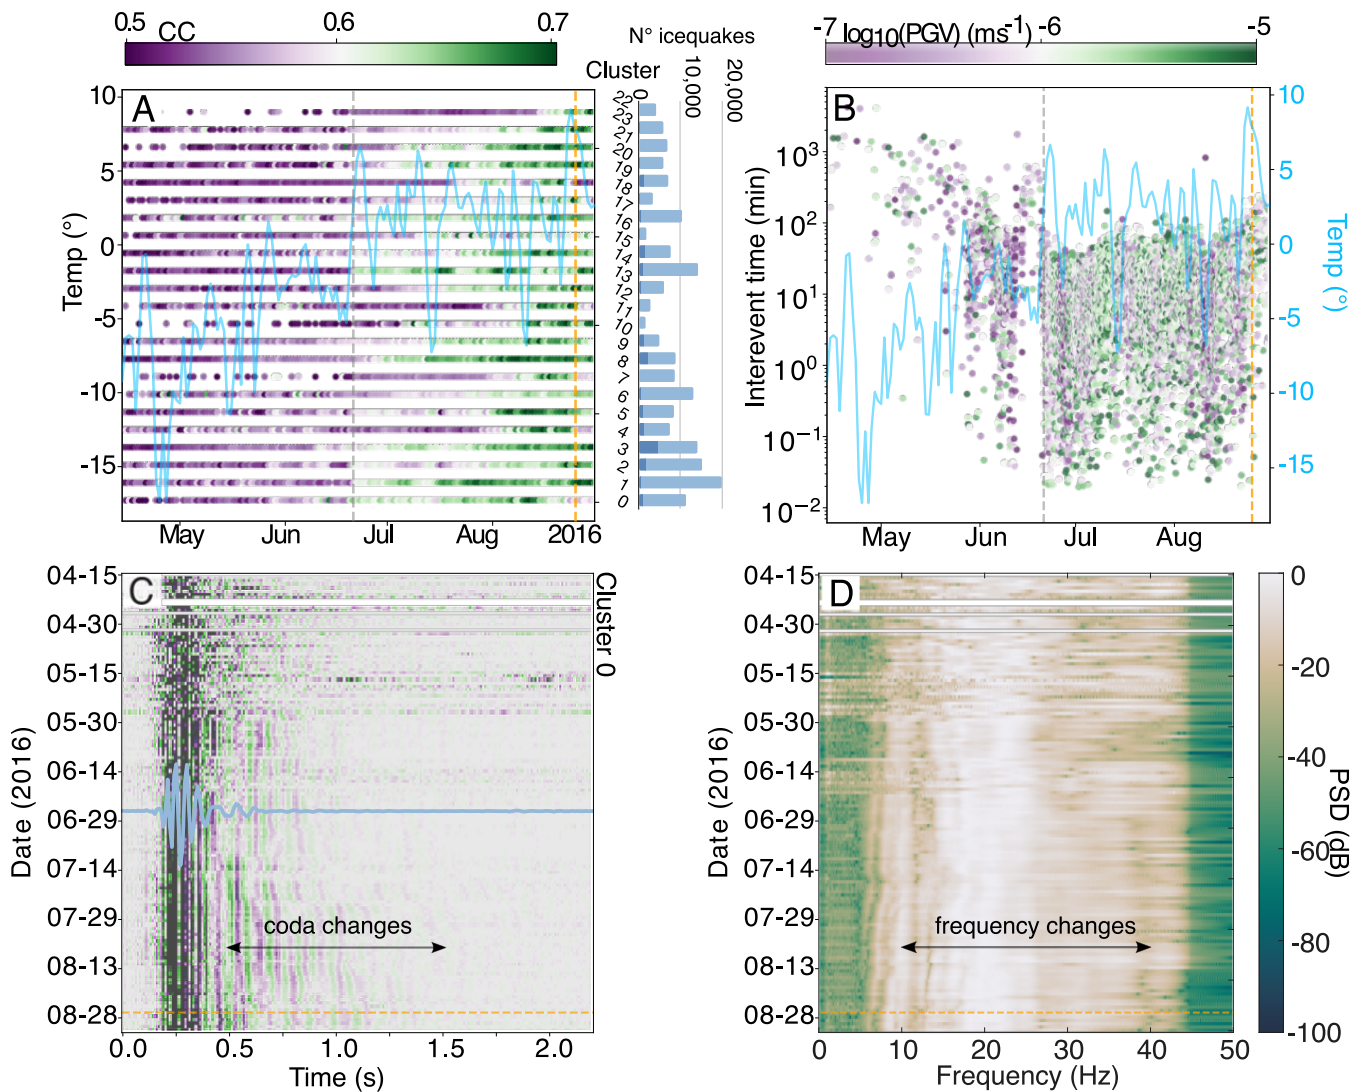 0.5 0.6 0.7
CC
N° icequakes
Cluster
0 10,000 20,000
-7 -6 -5
log10(PGV) (ms-1)
A
10
5
0
-5
-10
-15
Temp (°)
May Jun Jul Aug 2016
22
23
21
20
19
18
17
16
15
14
13
12
11
10
9
8
7
6
5
4
3
2
1
0
B
10^3
10^2
10^1
10^0
10^-1
10^-2
Interevent time (min)
May Jun Jul Aug
10
5
0
-5
-10
-15
Temp (°)
C
Cluster 0
04-15
04-30
05-15
05-30
06-14
06-29
07-14
07-29
08-13
08-28
Date (2016)
coda changes
0.0 0.5 1.0 1.5 2.0
Time (s)
D
04-15
04-30
05-15
05-30
06-14
06-29
07-14
07-29
08-13
08-28
Date (2016)
frequency changes
0 10 20 30 40 50
Frequency (Hz)
0
-20
-40
-60
-80
-100
PSD (dB)